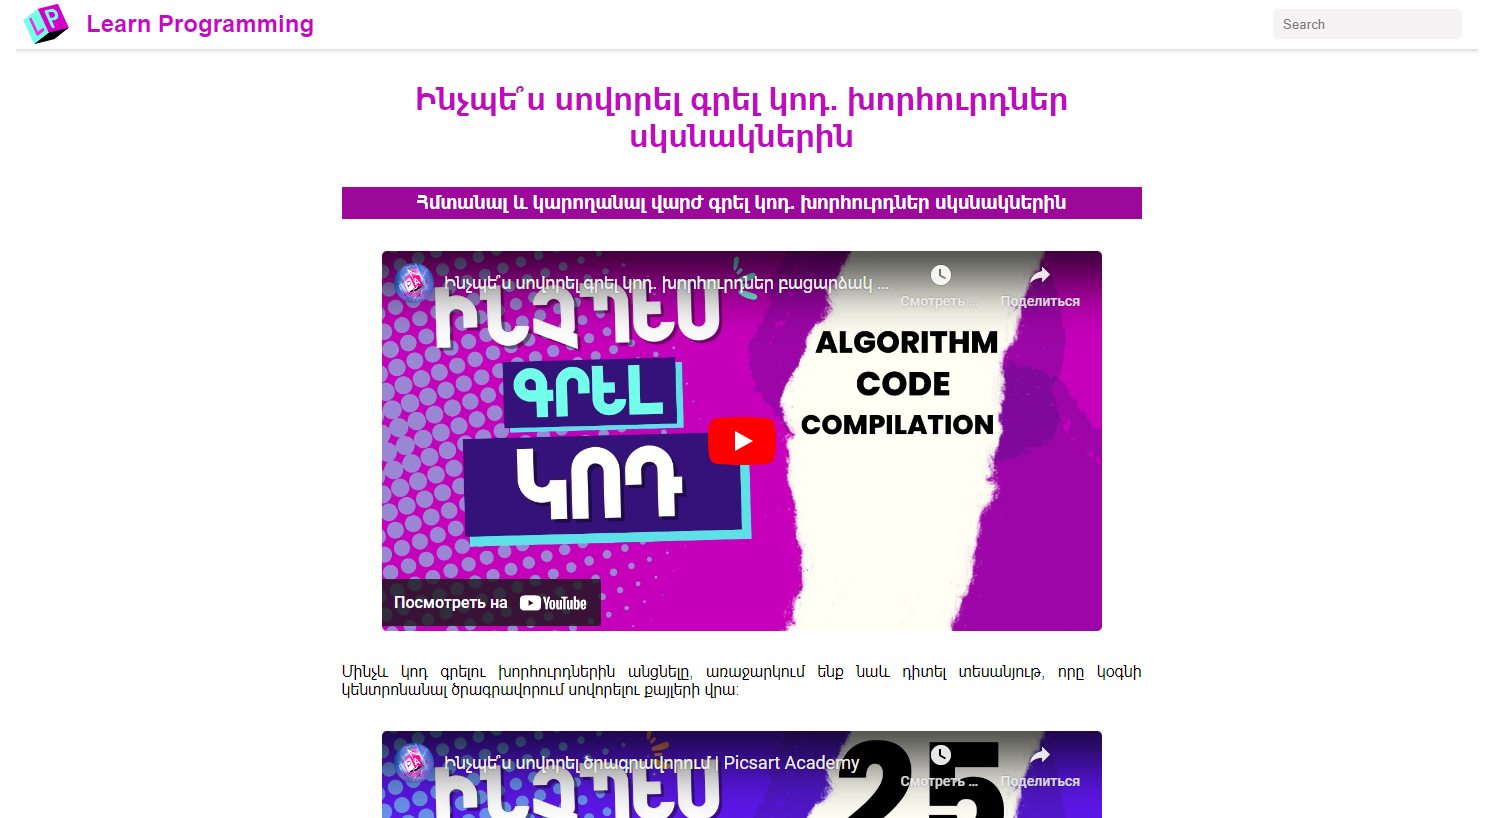 LP
Learn Programming
Search
Ինչպե՞ս սովորել գրել կոդ. խորհուրդներ
սկսնակներին
Հմտանալ և կարողանալ վարժ գրել կոդ. խորհուրդներ սկսնակներին
Ինչպե՞ս սովորել գրել կոդ. խորհուրդներ բացարձակ ...
Смотреть ...
Поделиться
ԻՆՉՊԵՍ
ԳՐԵԼ
ԿՈԴ
ALGORITHM
CODE
COMPILATION
Посмотреть на YouTube
Մինչև կոդ գրելու խորհուրդներին անցնելը, առաջարկում ենք նաև դիտել տեսանյութ, որը կօգնի
կենտրոնանալ ծրագրավորում սովորելու քայլերի վրա։
Ինչպե՞ս սովորել ծրագրավորում | Picsart Academy
Смотреть ...
Поделиться
ԻՆՉՊԵՍ
25